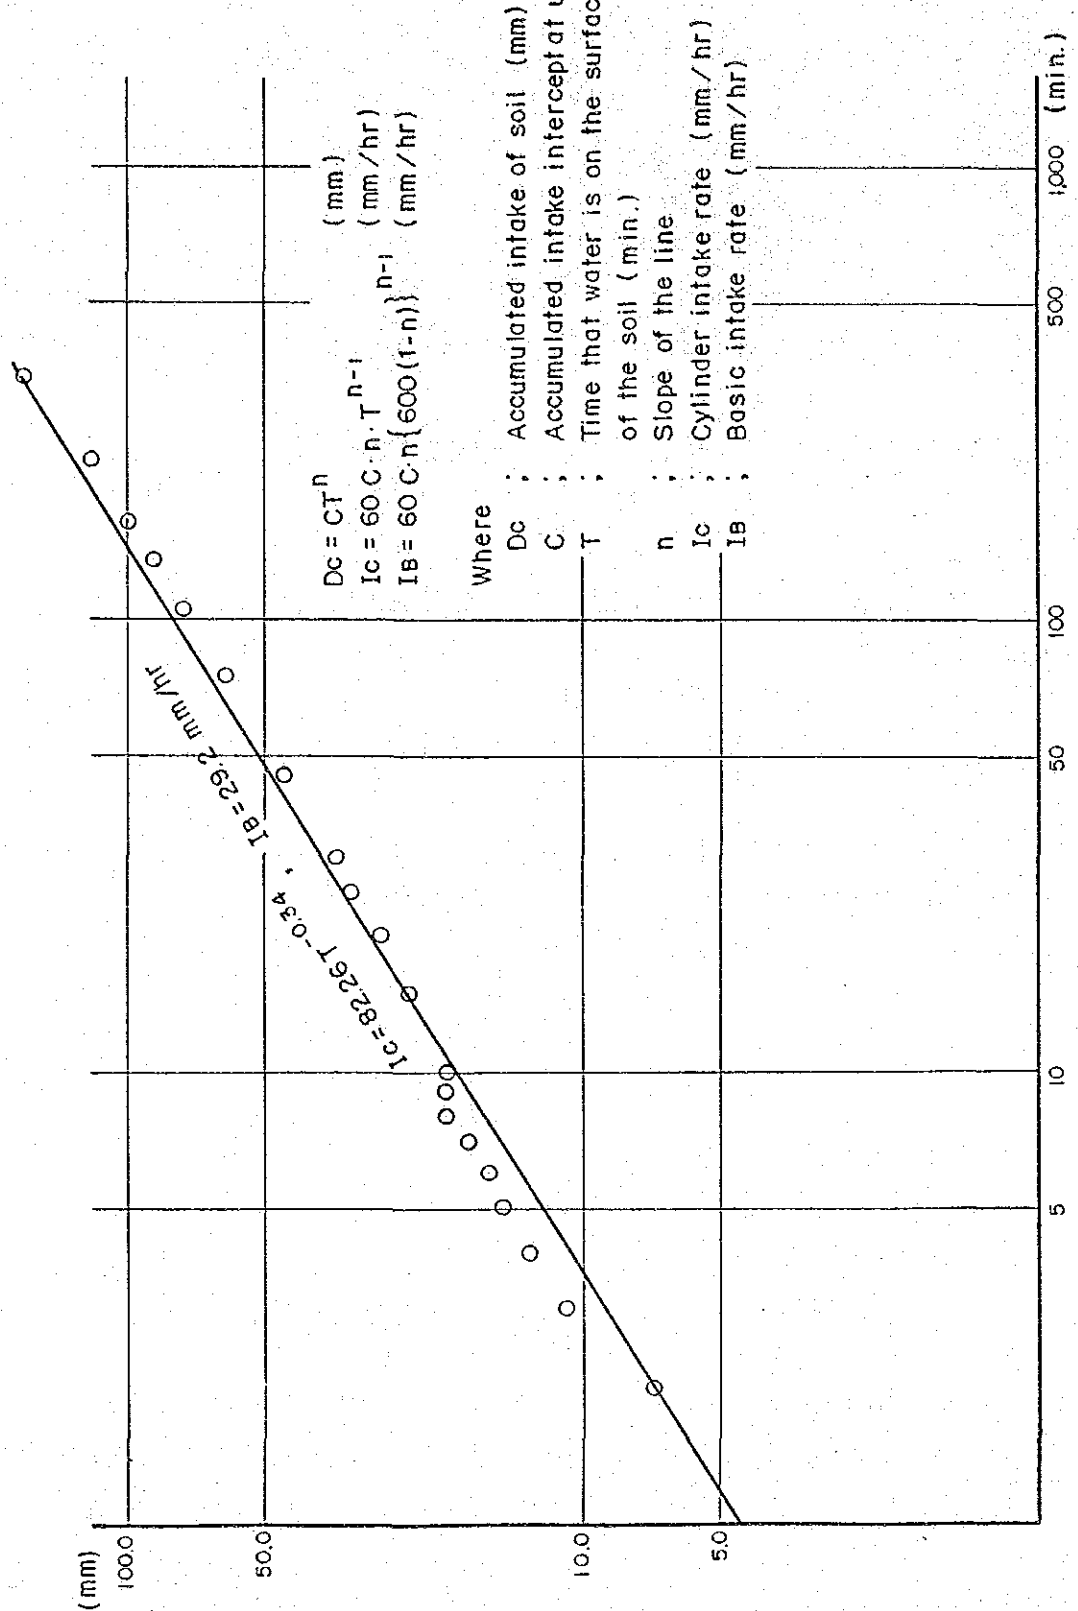 (mm)
100.0
50.0
10.0
5.0
5
10
50
100
500
1,000
(min.)
Ic = 82.26T^-0.34 , IB = 29.2 mm/hr
Dc = CT^n (mm)
Ic = 60 C·n·T^n-1 (mm/hr)
IB = 60 C·n{600(1-n)}^n-1 (mm/hr)
Where
Dc ; Accumulated intake of soil (mm)
C ; Accumulated intake intercept at
T ; Time that water is on the
of the soil (min.)
n ; Slope of the line
Ic ; Cylinder intake rate (mm/hr)
IB ; Basic intake rate (mm/hr)